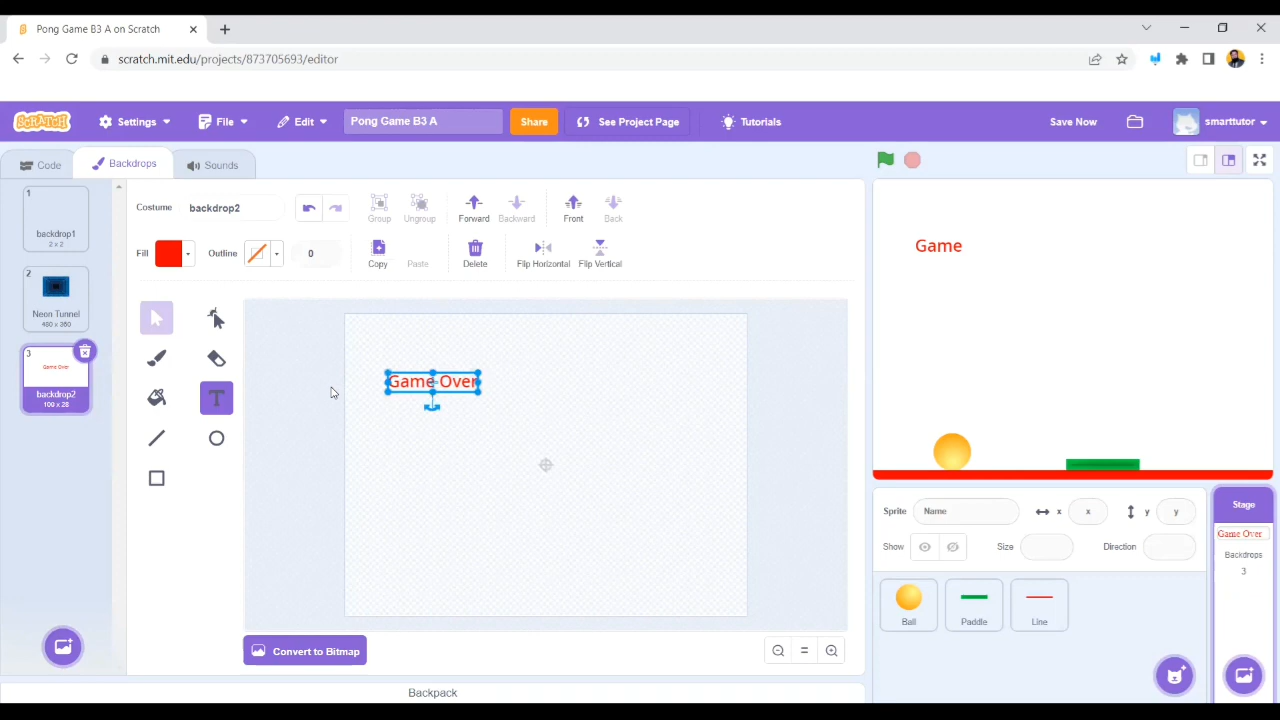 Pong Game B3 A on Scratch
scratch.mit.edu/projects/873705693/editor
SCRATCH
Settings
File
Edit
Pong Game B3 A
Share
See Project Page
Tutorials
Save Now
smarttutor
Code
Backdrops
Sounds
1
backdrop1
2 x 2
2
Neon Tunnel
480 x 360
3
Game Over
backdrop2
100 x 28
Costume
backdrop2
Group
Ungroup
Forward
Backward
Front
Back
Fill
Outline
0
Copy
Paste
Delete
Flip Horizontal
Flip Vertical
T
Game Over
Convert to Bitmap
Backpack
Game
Sprite
Name
x
x
y
y
Show
Size
Direction
Ball
Paddle
Line
Stage
Game Over
Backdrops
3